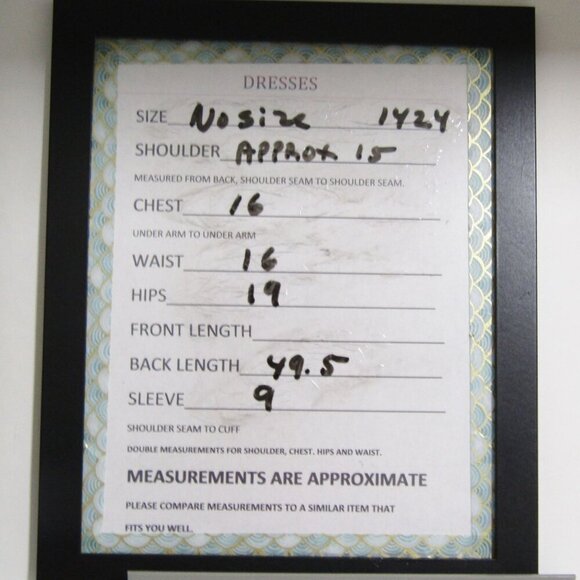 DRESSES
SIZE No size 1424
SHOULDER APPROX 15
MEASURED FROM BACK, SHOULDER SEAM TO SHOULDER SEAM.
CHEST 16
UNDER ARM TO UNDER ARM
WAIST 16
HIPS 19
FRONT LENGTH
BACK LENGTH 49.5
SLEEVE 9
SHOULDER SEAM TO CUFF
DOUBLE MEASUREMENTS FOR SHOULDER, CHEST. HIPS AND WAIST.
MEASUREMENTS ARE APPROXIMATE
PLEASE COMPARE MEASUREMENTS TO A SIMILAR ITEM THAT
FITS YOU WELL.